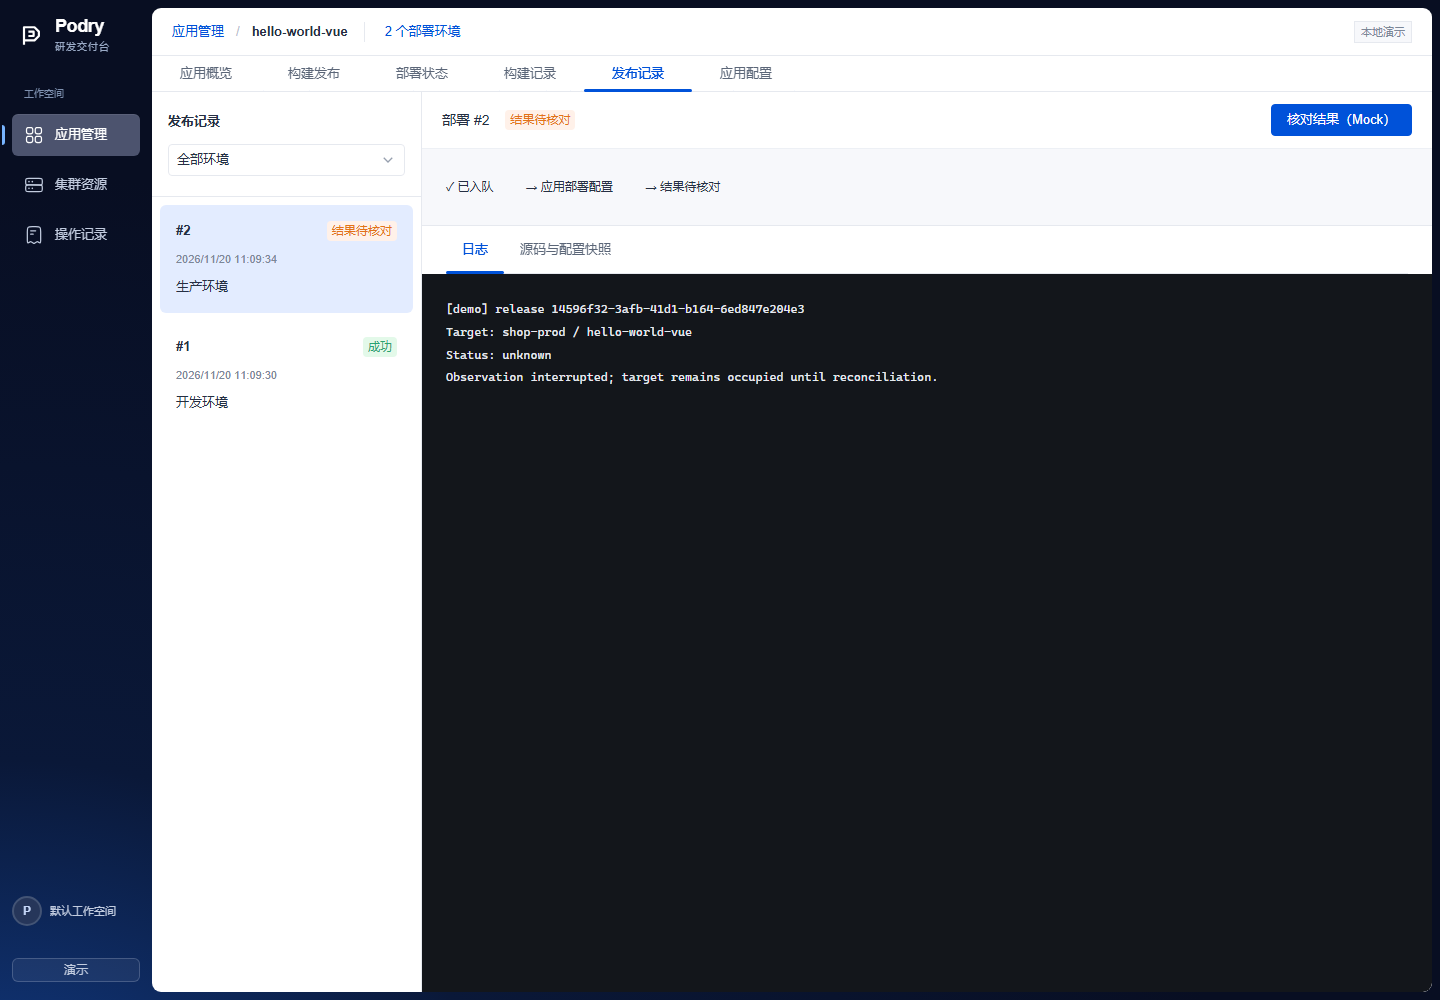 Podry
研发交付台
工作空间
应用管理
集群资源
操作记录
P 默认工作空间
演示
应用管理 / hello-world-vue 2 个部署环境
本地演示
应用概览 构建发布 部署状态 构建记录 发布记录 应用配置
发布记录
全部环境
#2 结果待核对
2026/11/20 11:09:34
生产环境
#1 成功
2026/11/20 11:09:30
开发环境
部署 #2 结果待核对
核对结果（Mock）
✓ 已入队 → 应用部署配置 → 结果待核对
日志 源码与配置快照
[demo] release 14596f32-3afb-41d1-b164-6ed847e204e3
Target: shop-prod / hello-world-vue
Status: unknown
Observation interrupted; target remains occupied until reconciliation.